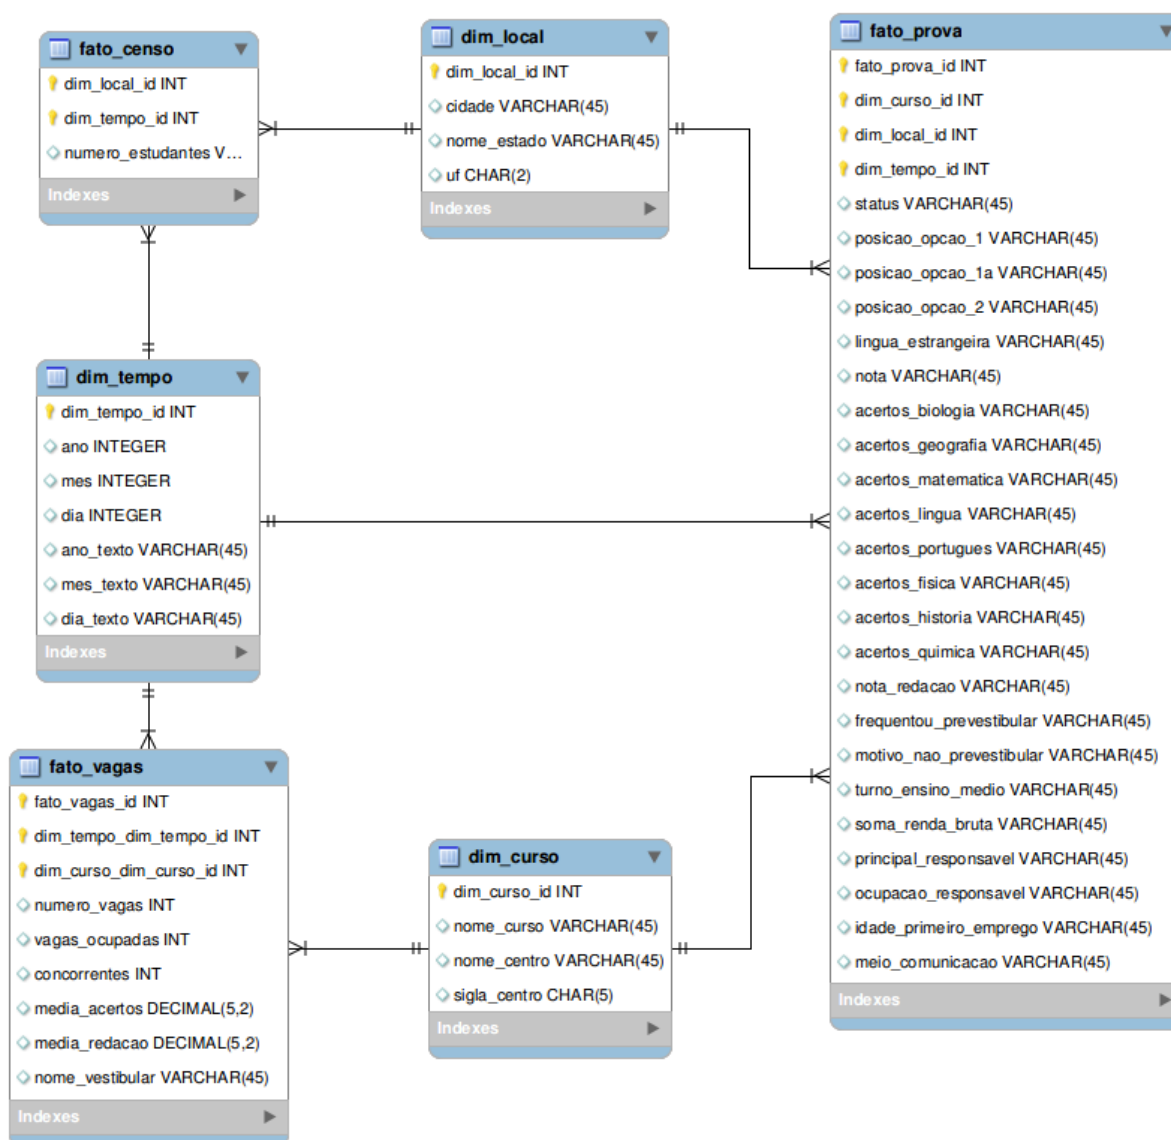 fato_censo
dim_local_id INT
dim_tempo_id INT
numero_estudantes V...
Indexes
dim_local
dim_local_id INT
cidade VARCHAR(45)
nome_estado VARCHAR(45)
uf CHAR(2)
Indexes
fato_prova
fato_prova_id INT
dim_curso_id INT
dim_local_id INT
dim_tempo_id INT
status VARCHAR(45)
posicao_opcao_1 VARCHAR(45)
posicao_opcao_1a VARCHAR(45)
posicao_opcao_2 VARCHAR(45)
lingua_estrangeira VARCHAR(45)
nota VARCHAR(45)
acertos_biologia VARCHAR(45)
acertos_geografia VARCHAR(45)
acertos_matematica VARCHAR(45)
acertos_lingua VARCHAR(45)
acertos_portugues VARCHAR(45)
acertos_fisica VARCHAR(45)
acertos_historia VARCHAR(45)
acertos_quimica VARCHAR(45)
nota_redacao VARCHAR(45)
frequentou_prevestibular VARCHAR(45)
motivo_nao_prevestibular VARCHAR(45)
turno_ensino_medio VARCHAR(45)
soma_renda_bruta VARCHAR(45)
principal_responsavel VARCHAR(45)
ocupacao_responsavel VARCHAR(45)
idade_primeiro_emprego VARCHAR(45)
meio_comunicacao VARCHAR(45)
Indexes
dim_tempo
dim_tempo_id INT
ano INTEGER
mes INTEGER
dia INTEGER
ano_texto VARCHAR(45)
mes_texto VARCHAR(45)
dia_texto VARCHAR(45)
Indexes
fato_vagas
fato_vagas_id INT
dim_tempo_dim_tempo_id INT
dim_curso_dim_curso_id INT
numero_vagas INT
vagas_ocupadas INT
concorrentes INT
media_acertos DECIMAL(5,2)
media_redacao DECIMAL(5,2)
nome_vestibular VARCHAR(45)
Indexes
dim_curso
dim_curso_id INT
nome_curso VARCHAR(45)
nome_centro VARCHAR(45)
sigla_centro CHAR(5)
Indexes